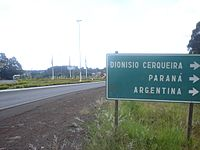 DIONISIO CERQUEIRA
PARANÁ
ARGENTINA